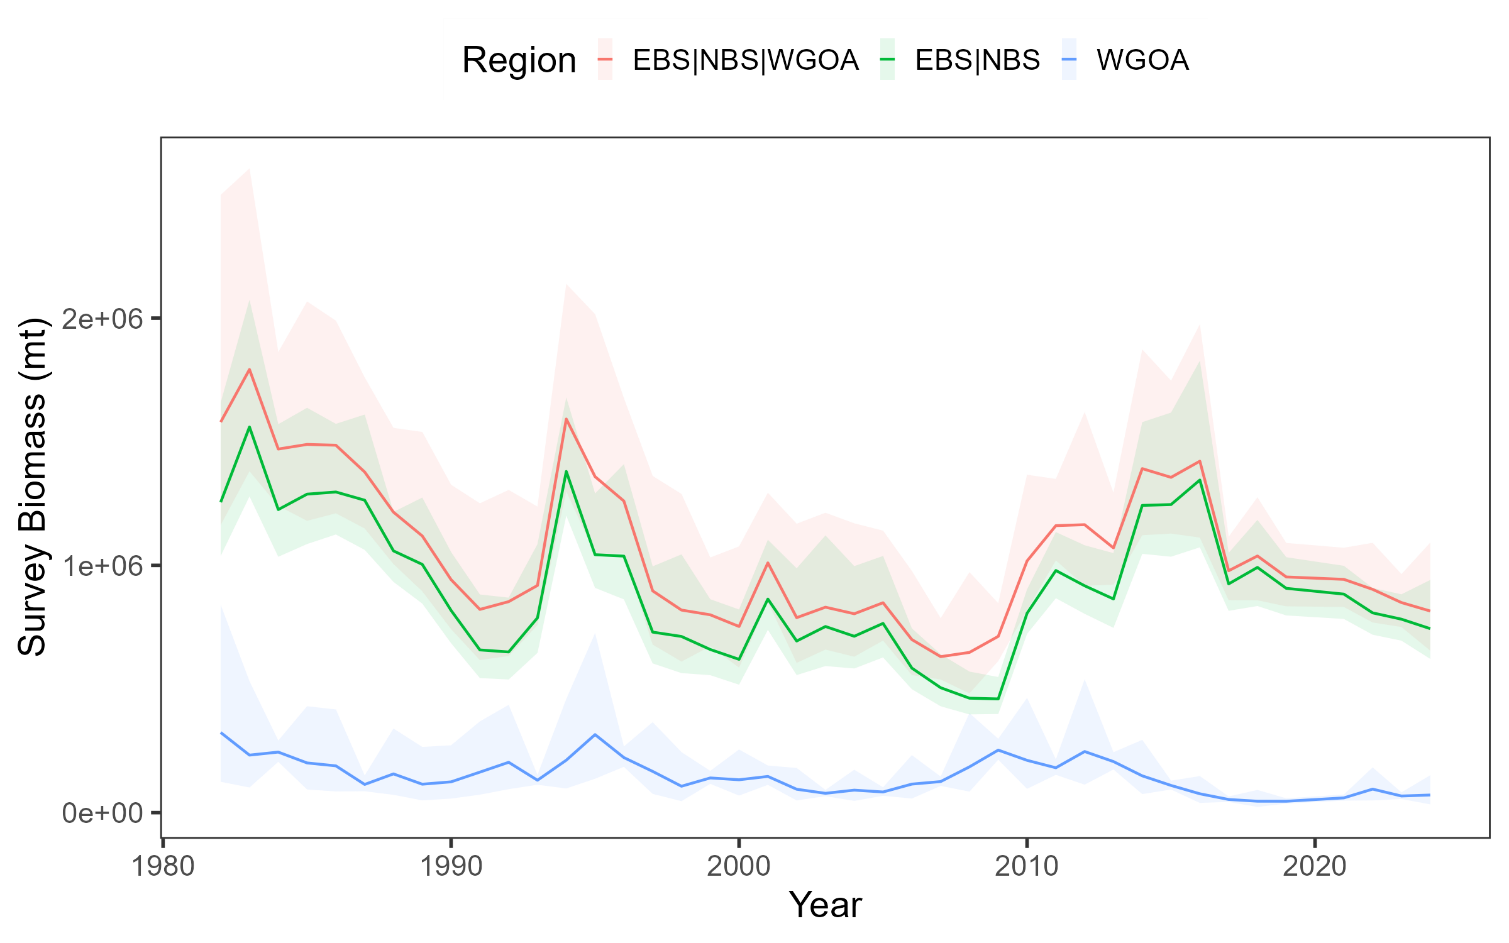 Region EBS|NBS|WGOA EBS|NBS WGOA
Survey Biomass (mt)
2e+06
1e+06
0e+00
1980 1990 2000 2010 2020
Year